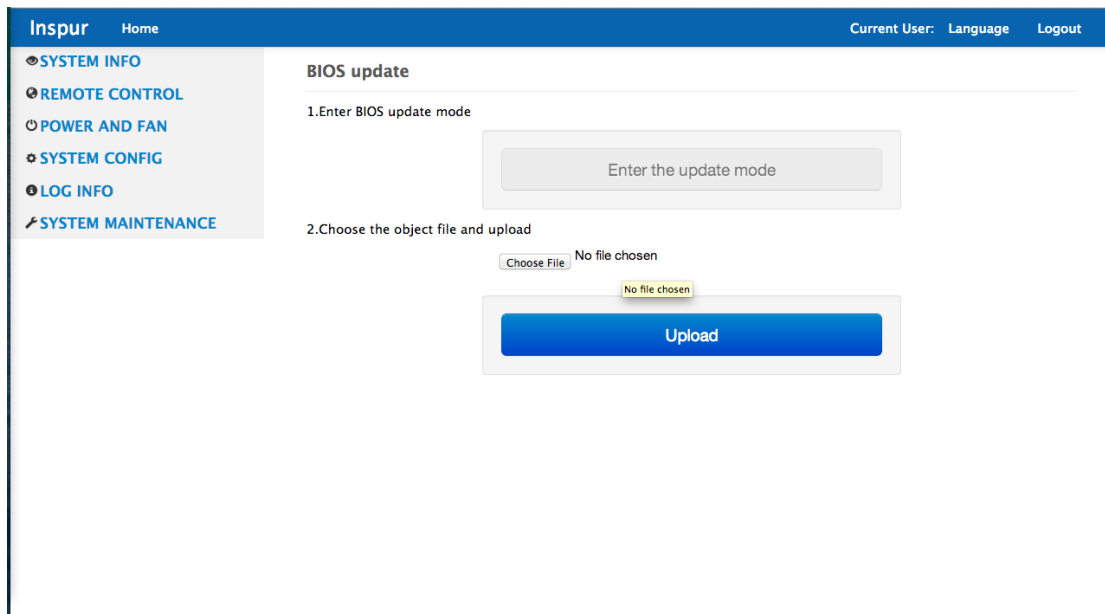 Inspur Home Current User: Language Logout
SYSTEM INFO
REMOTE CONTROL
POWER AND FAN
SYSTEM CONFIG
LOG INFO
SYSTEM MAINTENANCE
BIOS update
1.Enter BIOS update mode
Enter the update mode
2.Choose the object file and upload
Choose File No file chosen
No file chosen
Upload